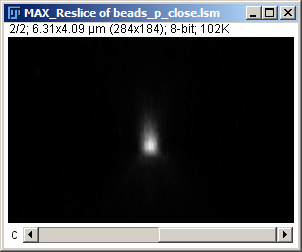 MAX_Reslice of beads_p_close.lsm
2/2; 6.31x4.09 µm (284x184); 8-bit; 102K
c